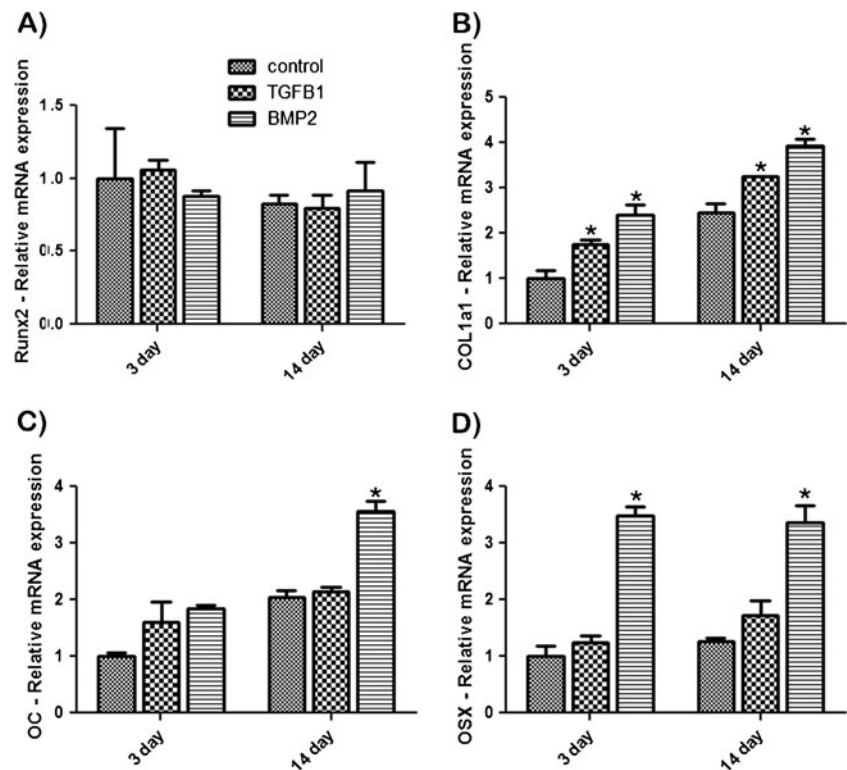 A)
control
TGFB1
BMP2
Runx2 - Relative mRNA expression
1.5
1.0
0.5
0.0
3 day
14 day
B)
COL1a1 - Relative mRNA expression
5
4
3
2
1
0
* * * *
3 day
14 day
C)
OC - Relative mRNA expression
4
3
2
1
0
*
3 day
14 day
D)
OSX - Relative mRNA expression
4
3
2
1
0
* *
3 day
14 day